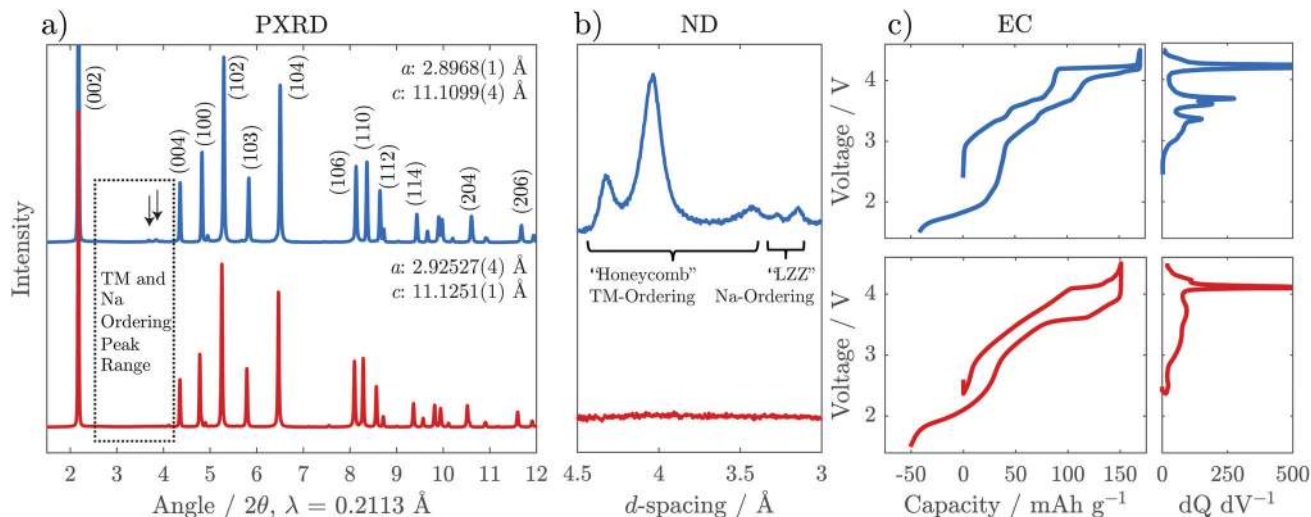 a)
PXRD
(002)
(004)
(100)
(102)
(103)
(104)
(106)
(110)
(112)
(114)
(204)
(206)
a: 2.8968(1) Å
c: 11.1099(4) Å
a: 2.92527(4) Å
c: 11.1251(1) Å
TM and
Na
Ordering
Peak
Range
Intensity
2 3 4 5 6 7 8 9 10 11 12
Angle / 2θ, λ = 0.2113 Å
b)
ND
“Honeycomb”
TM-Ordering
“LZZ”
Na-Ordering
4.5 4 3.5 3
d-spacing / Å
c)
EC
4
3
2
Voltage / V
4
3
2
Voltage / V
-50 0 50 100 150
Capacity / mAh g⁻¹
0 500
dQ dV⁻¹